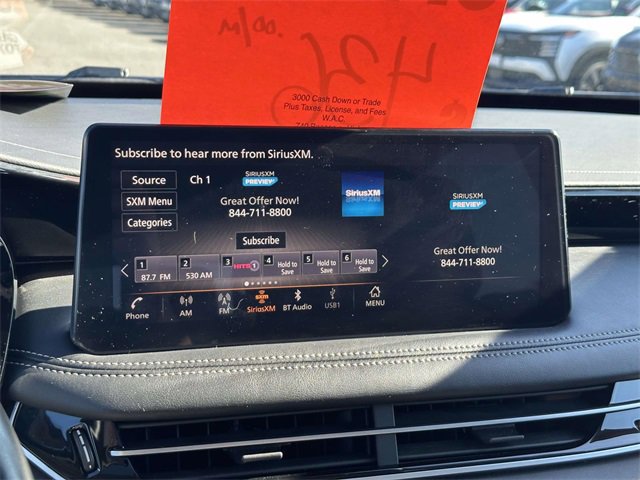 3000 Cash Down or Trade
Plus Taxes, License, and Fees
W.A.C.
Subscribe to hear more from SiriusXM.
Source
Ch 1
SXM Menu
Categories
SIRIUSXM
PREVIEW
Great Offer Now!
844-711-8800
Subscribe
SIRIUSXM
SIRIUSXM
PREVIEW
Great Offer Now!
844-711-8800
1
87.7 FM
2
530 AM
3
HITS 1
4
Hold to
Save
5
Hold to
Save
6
Hold to
Save
Phone
AM
FM
sxm
SiriusXM
BT Audio
USB1
MENU